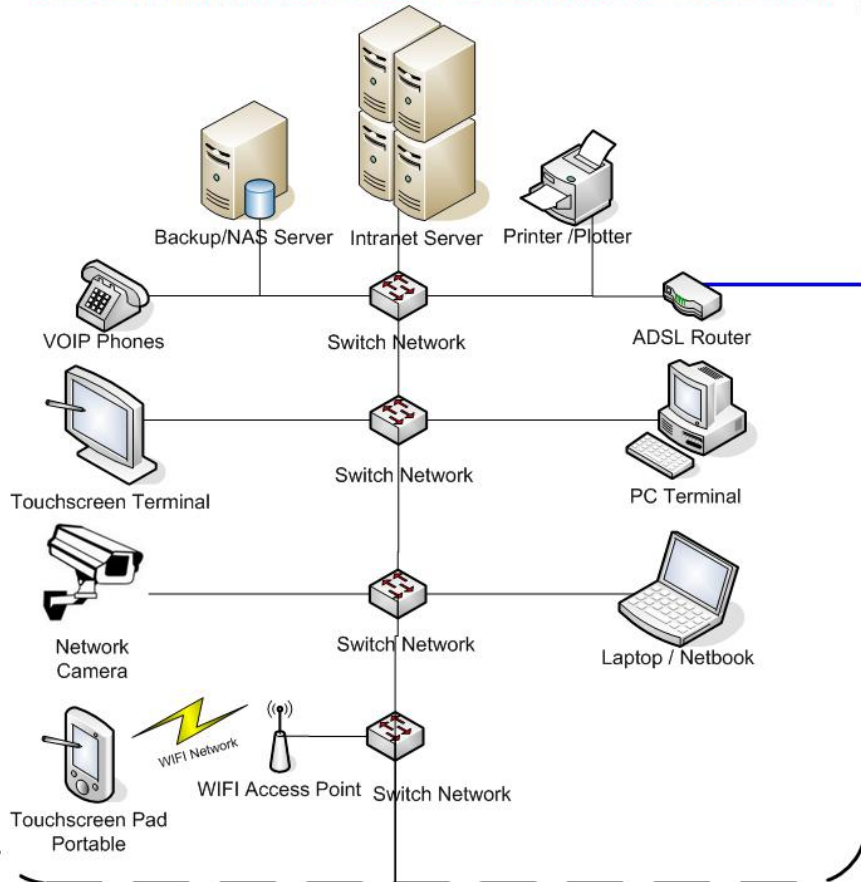 Backup/NAS Server
Intranet Server
Printer /Plotter
VOIP Phones
Switch Network
ADSL Router
Touchscreen Terminal
Switch Network
PC Terminal
Network
Camera
Switch Network
Laptop / Netbook
WIFI Network
WIFI Access Point
Switch Network
Touchscreen Pad
Portable